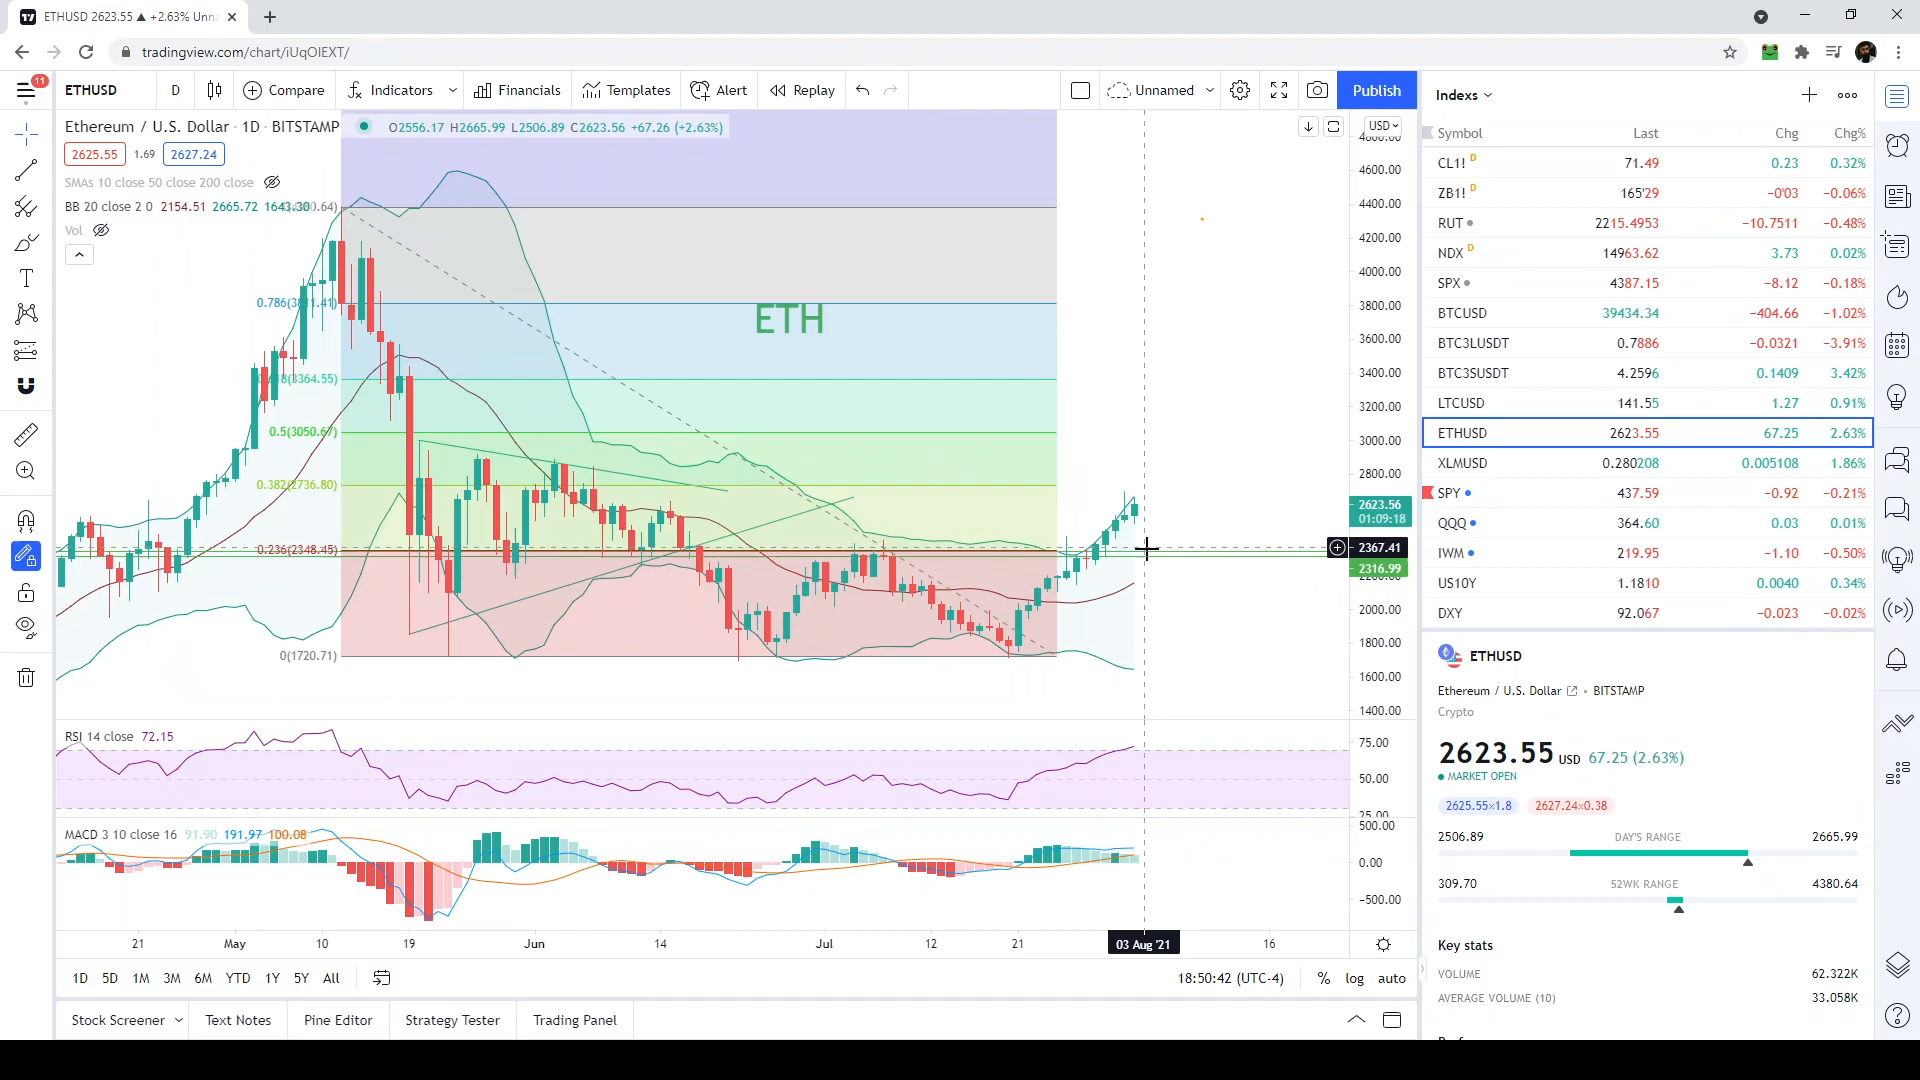 ETHUSD 2623.55 ▲ +2.63% Unna
tradingview.com/chart/iUqOIEXT/
11
ETHUSD D Compare Indicators Financials Templates Alert Replay Unnamed Publish
Ethereum / U.S. Dollar · 1D · BITSTAMP O2556.17 H2665.99 L2506.89 C2623.56 +67.26 (+2.63%)
2625.55 1.69 2627.24
SMAs 10 close 50 close 200 close
BB 20 close 2 0 2154.51 2665.72 1643.30
Vol
USD
4600.00
4400.00
4200.00
4000.00
3800.00
3600.00
3400.00
3200.00
3000.00
2800.00
2623.56
01:09:18
2367.41
2316.99
2000.00
1800.00
1600.00
1400.00
0.786(3811.41)
0.5(3050.67)
0.382(2736.80)
0.236(2348.45)
0(1720.71)
ETH
RSI 14 close 72.15
75.00
50.00
25.00
MACD 3 10 close 16 91.90 191.97 100.08
500.00
0.00
−500.00
21 May 10 19 Jun 14 Jul 12 21 03 Aug '21 16
1D 5D 1M 3M 6M YTD 1Y 5Y All 18:50:42 (UTC-4) % log auto
Stock Screener Text Notes Pine Editor Strategy Tester Trading Panel
Indexs
Symbol Last Chg Chg%
CL1! D 71.49 0.23 0.32%
ZB1! D 165'29 −0'03 −0.06%
RUT 2215.4953 −10.7511 −0.48%
NDX D 14963.62 3.73 0.02%
SPX 4387.15 −8.12 −0.18%
BTCUSD 39434.34 −404.66 −1.02%
BTC3LUSDT 0.7886 −0.0321 −3.91%
BTC3SUSDT 4.2596 0.1409 3.42%
LTCUSD 141.55 1.27 0.91%
ETHUSD 2623.55 67.25 2.63%
XLMUSD 0.280208 0.005108 1.86%
SPY 437.59 −0.92 −0.21%
QQQ 364.60 0.03 0.01%
IWM 219.95 −1.10 −0.50%
US10Y 1.1810 0.0040 0.34%
DXY 92.067 −0.023 −0.02%
ETHUSD
Ethereum / U.S. Dollar • BITSTAMP
Crypto
2623.55 USD 67.25 (2.63%)
MARKET OPEN
2625.55×1.8 2627.24×0.38
2506.89 DAY'S RANGE 2665.99
309.70 52WK RANGE 4380.64
Key stats
VOLUME 62.322K
AVERAGE VOLUME (10) 33.058K